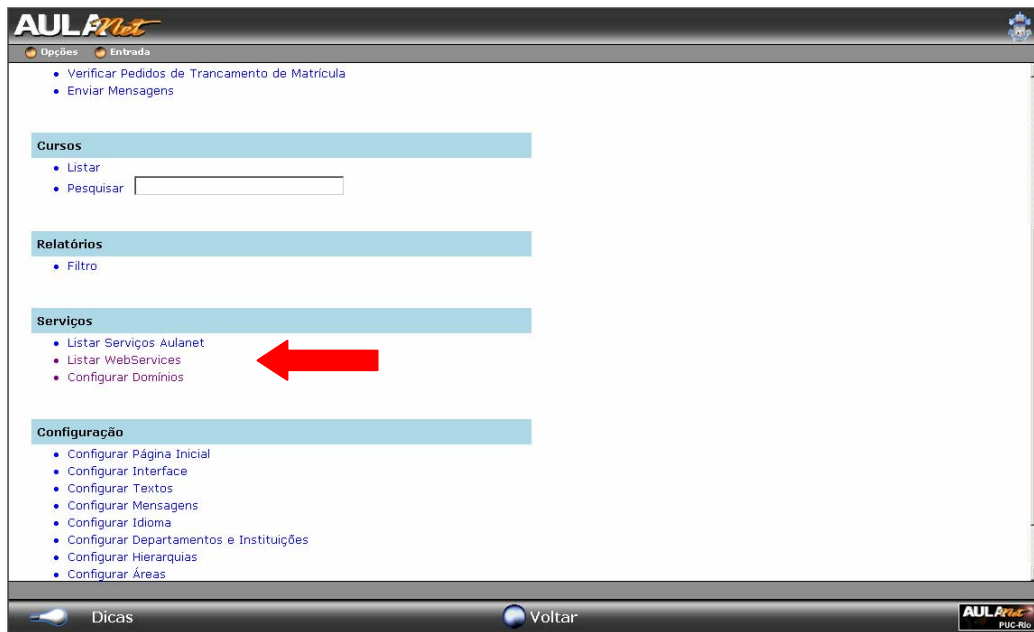 AULANet
Opções Entrada
Verificar Pedidos de Trancamento de Matrícula
Enviar Mensagens
Cursos
Listar
Pesquisar
Relatórios
Filtro
Serviços
Listar Serviços Aulanet
Listar WebServices
Configurar Domínios
Configuração
Configurar Página Inicial
Configurar Interface
Configurar Textos
Configurar Mensagens
Configurar Idioma
Configurar Departamentos e Instituições
Configurar Hierarquias
Configurar Áreas
Dicas Voltar AULANet
PUC-Rio